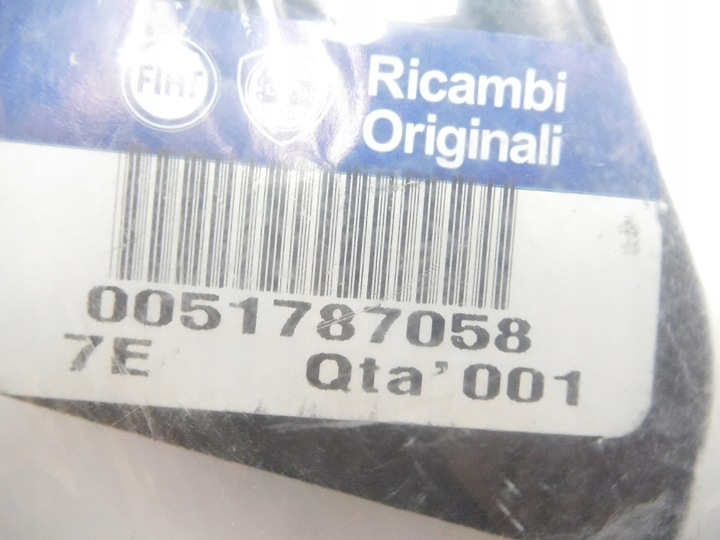 FIAT
Ricambi
Originali
0051787058
7E Qta'001